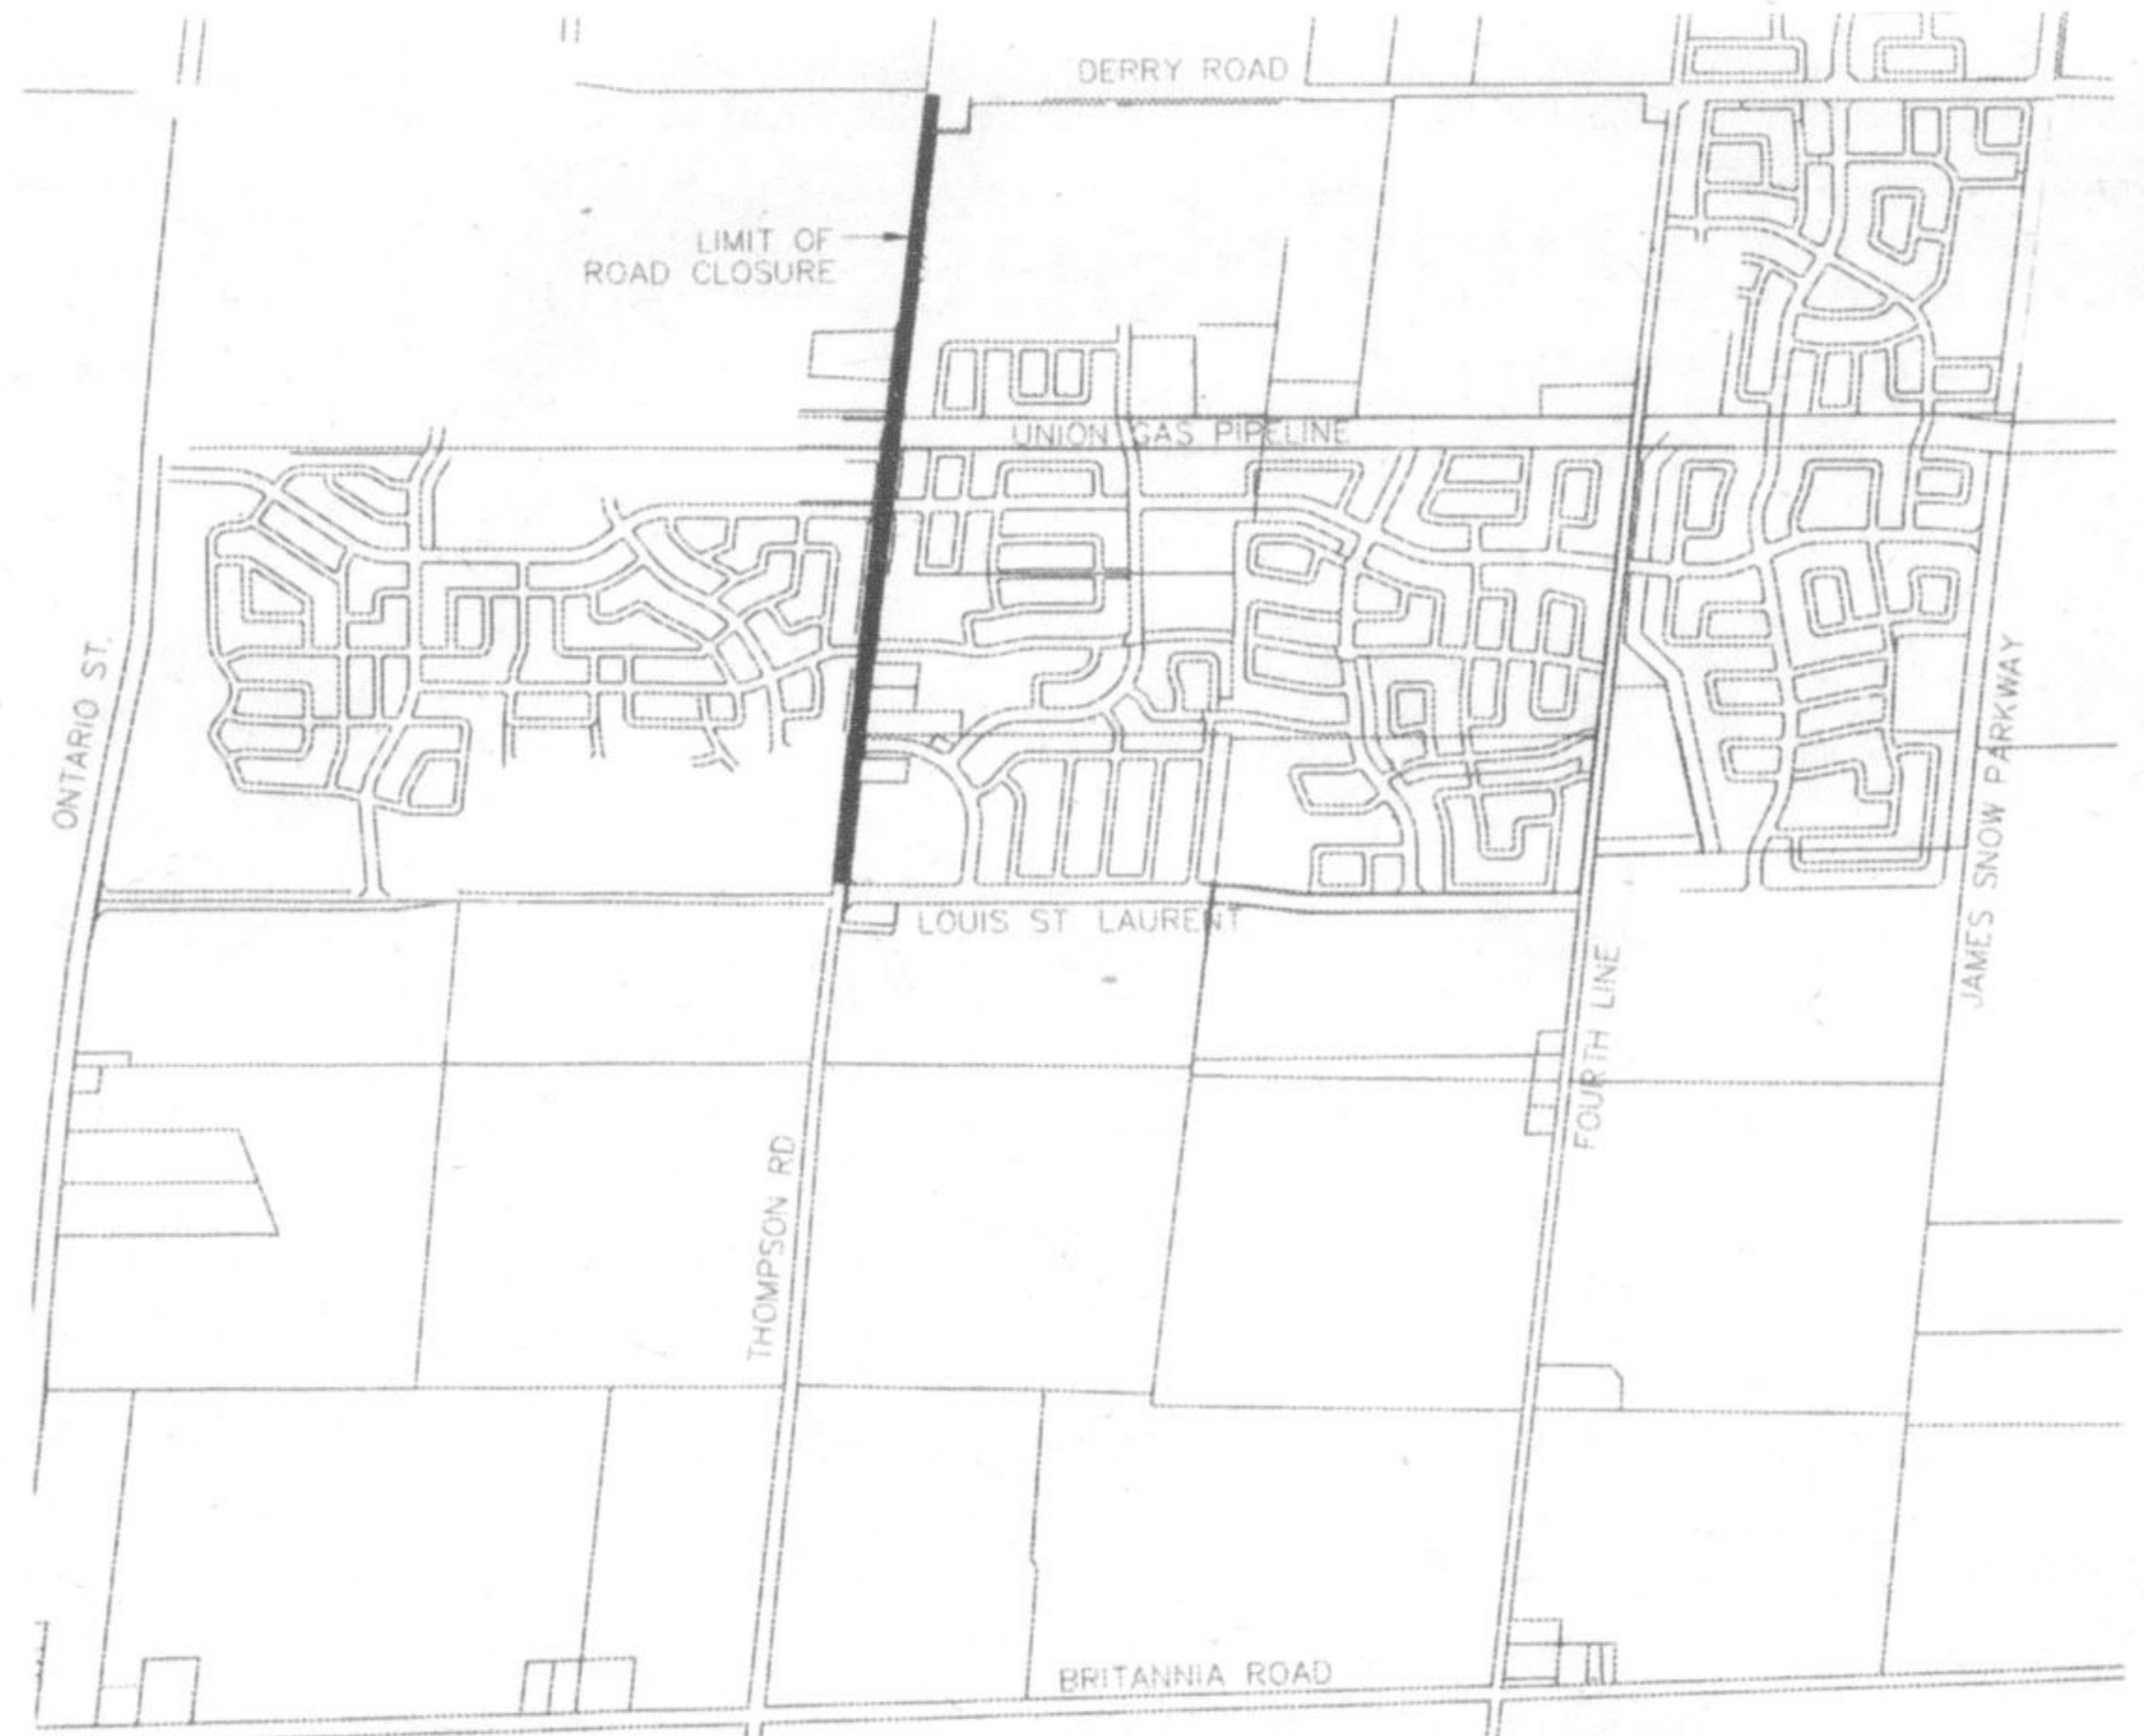 DERRY ROAD
LIMIT OF
ROAD CLOSURE
UNION GAS PIPELINE
ONTARIO ST.
JAMES SNOW PARKWAY
LOUIS ST LAURENT
FOURTH LINE
THOMPSON RD
BRITANNIA ROAD